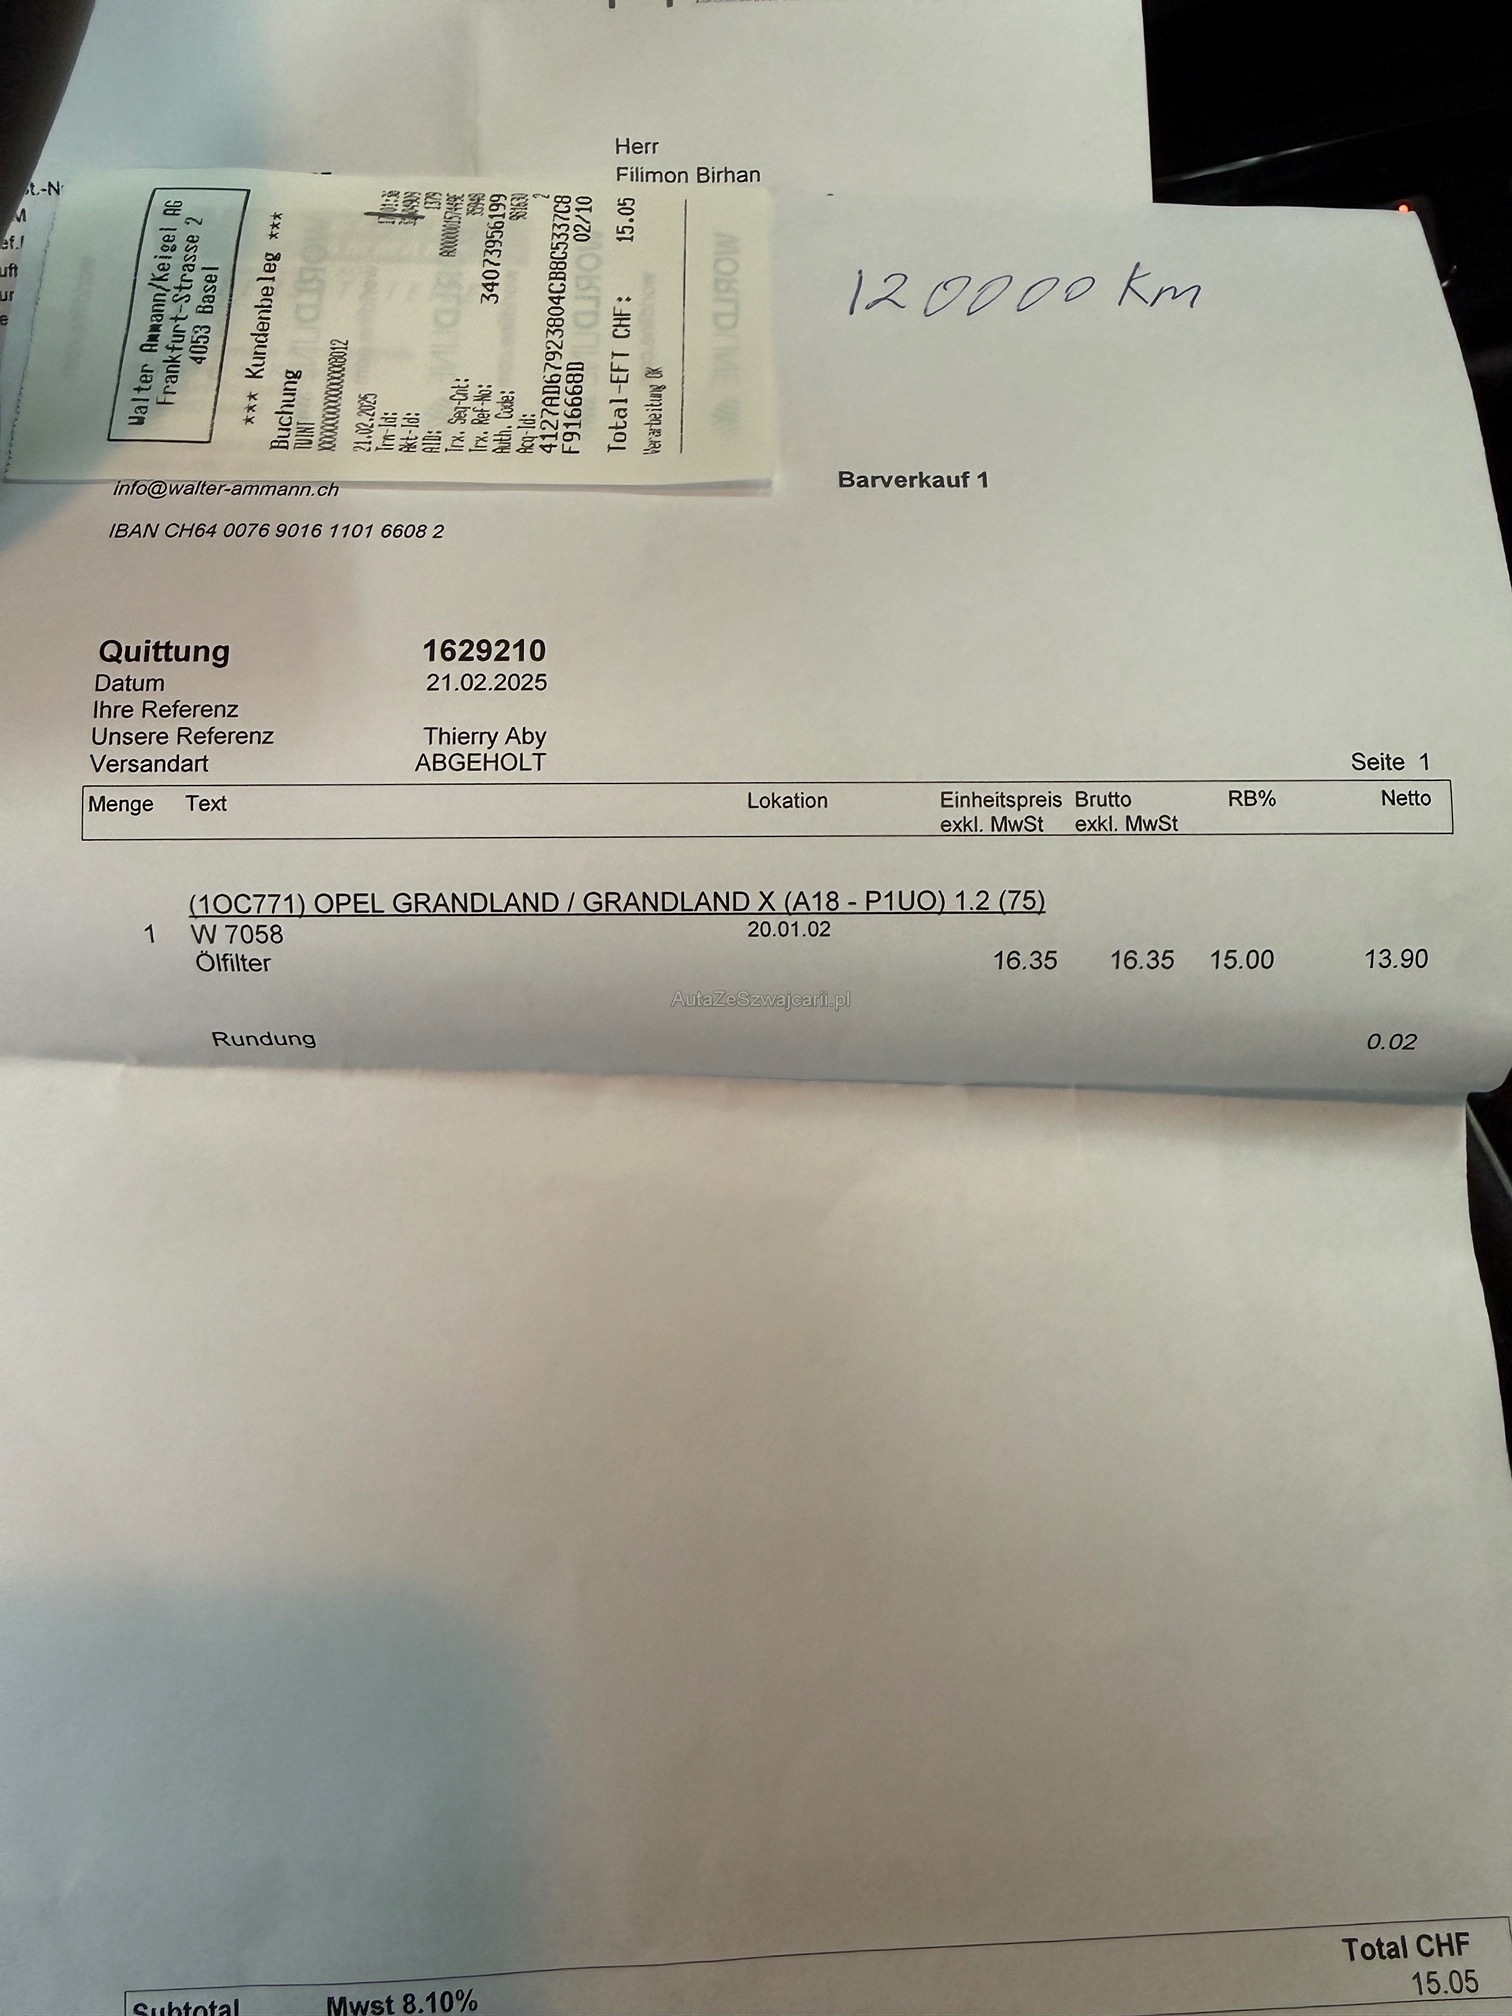 Herr
Filimon Birhan
120000 Km
Walter Ammann/Keigel AG
Frankfurt-Strasse 2
4053 Basel
*** Kundenbeleg ***
Buchung
TWINT
XXXXXXXXXXXXXXX8012
21.02.2025
Trm-Id:
Akt-Id:
AID:
Trx. Seq-Cnt:
Trx. Ref-No: 34073956199
Auth. Code:
Acq-Id:
4127AD67923804CB8C5337C8
F916668D 02/10
Total-EFT CHF: 15.05
Verarbeitung OK
info@walter-ammann.ch
Barverkauf 1
IBAN CH64 0076 9016 1101 6608 2
Quittung 1629210
Datum 21.02.2025
Ihre Referenz
Unsere Referenz Thierry Aby
Versandart ABGEHOLT Seite 1
Menge Text Lokation Einheitspreis Brutto RB% Netto
exkl. MwSt exkl. MwSt
(1OC771) OPEL GRANDLAND / GRANDLAND X (A18 - P1UO) 1.2 (75)
1 W 7058 20.01.02
Ölfilter 16.35 16.35 15.00 13.90
AutaZeSzwajcarii.pl
Rundung 0.02
Total CHF
15.05
Subtotal Mwst 8.10%